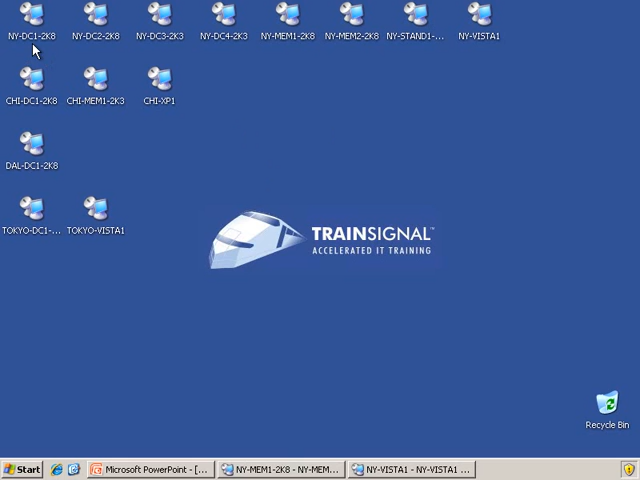 NY-DC1-2K8 NY-DC2-2K8 NY-DC3-2K3 NY-DC4-2K3 NY-MEM1-2K8 NY-MEM2-2K8 NY-STAND1-... NY-VISTA1
CHI-DC1-2K8 CHI-MEM1-2K3 CHI-XP1
DAL-DC1-2K8
TOKYO-DC1-... TOKYO-VISTA1
TRAINSIGNAL™
ACCELERATED IT TRAINING
Recycle Bin
Start Microsoft PowerPoint - [... NY-MEM1-2K8 - NY-MEM... NY-VISTA1 - NY-VISTA1 ...